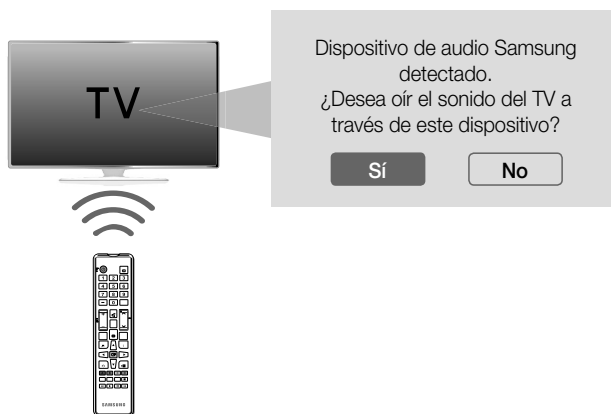 TV
Dispositivo de audio Samsung
detectado.
¿Desea oír el sonido del TV a
través de este dispositivo?
Sí
No
SAMSUNG